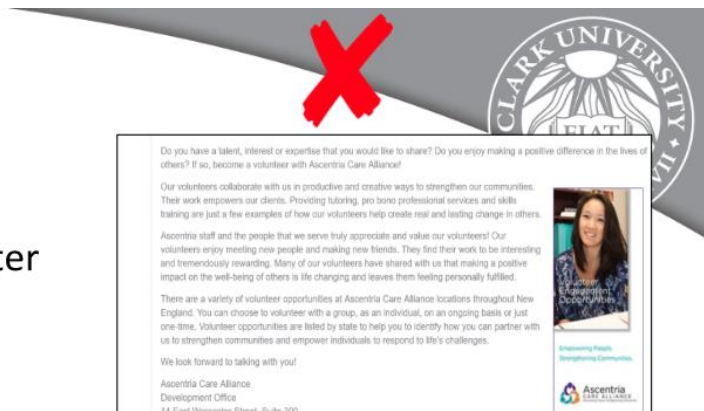 CLARK UNIVERSITY
FIAT
ter
Do you have a talent, interest or expertise that you would like to share? Do you enjoy making a positive difference in the lives of
others? If so, become a volunteer with Ascentria Care Alliance!
Our volunteers collaborate with us in productive and creative ways to strengthen our communities.
Their work empowers our clients. Providing tutoring, pro bono professional services and skills
training are just a few examples of how our volunteers help create real and lasting change in others.
Ascentria staff and the people that we serve truly appreciate and value our volunteers! Our
volunteers enjoy meeting new people and making new friends. They find their work to be interesting
and tremendously rewarding. Many of our volunteers have shared with us that making a positive
impact on the well-being of others is life changing and leaves them feeling personally fulfilled.
There are a variety of volunteer opportunities at Ascentria Care Alliance locations throughout New
England. You can choose to volunteer with a group, as an individual, on an ongoing basis or just
one-time. Volunteer opportunities are listed by state to help you to identify how you can partner with
us to strengthen communities and empower individuals to respond to life's challenges.
We look forward to talking with you!
Ascentria Care Alliance
Development Office
Volunteer
Engagement
Opportunities
Empowering People.
Strengthening Communities.
Ascentria
CARE ALLIANCE